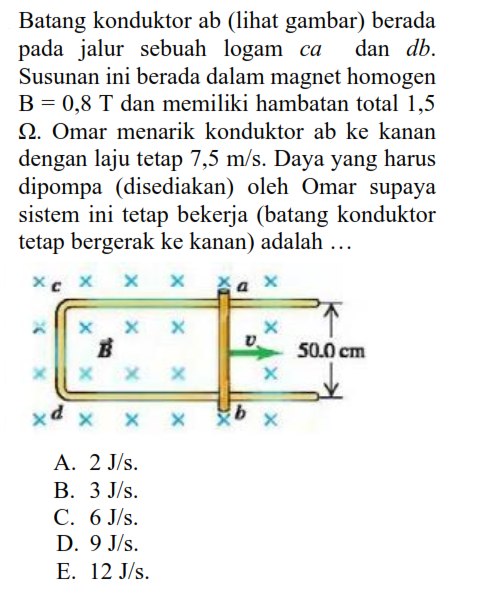 Batang konduktor ab (lihat gambar) berada
pada jalur sebuah logam ca dan db.
Susunan ini berada dalam magnet homogen
B = 0,8 T dan memiliki hambatan total 1,5
Ω. Omar menarik konduktor ab ke kanan
dengan laju tetap 7,5 m/s. Daya yang harus
dipompa (disediakan) oleh Omar supaya
sistem ini tetap bekerja (batang konduktor
tetap bergerak ke kanan) adalah …
× c × × × × a ×
× × × × ×
B⃗ v 50.0 cm
× × × × ×
× d × × × × b ×
A. 2 J/s.
B. 3 J/s.
C. 6 J/s.
D. 9 J/s.
E. 12 J/s.